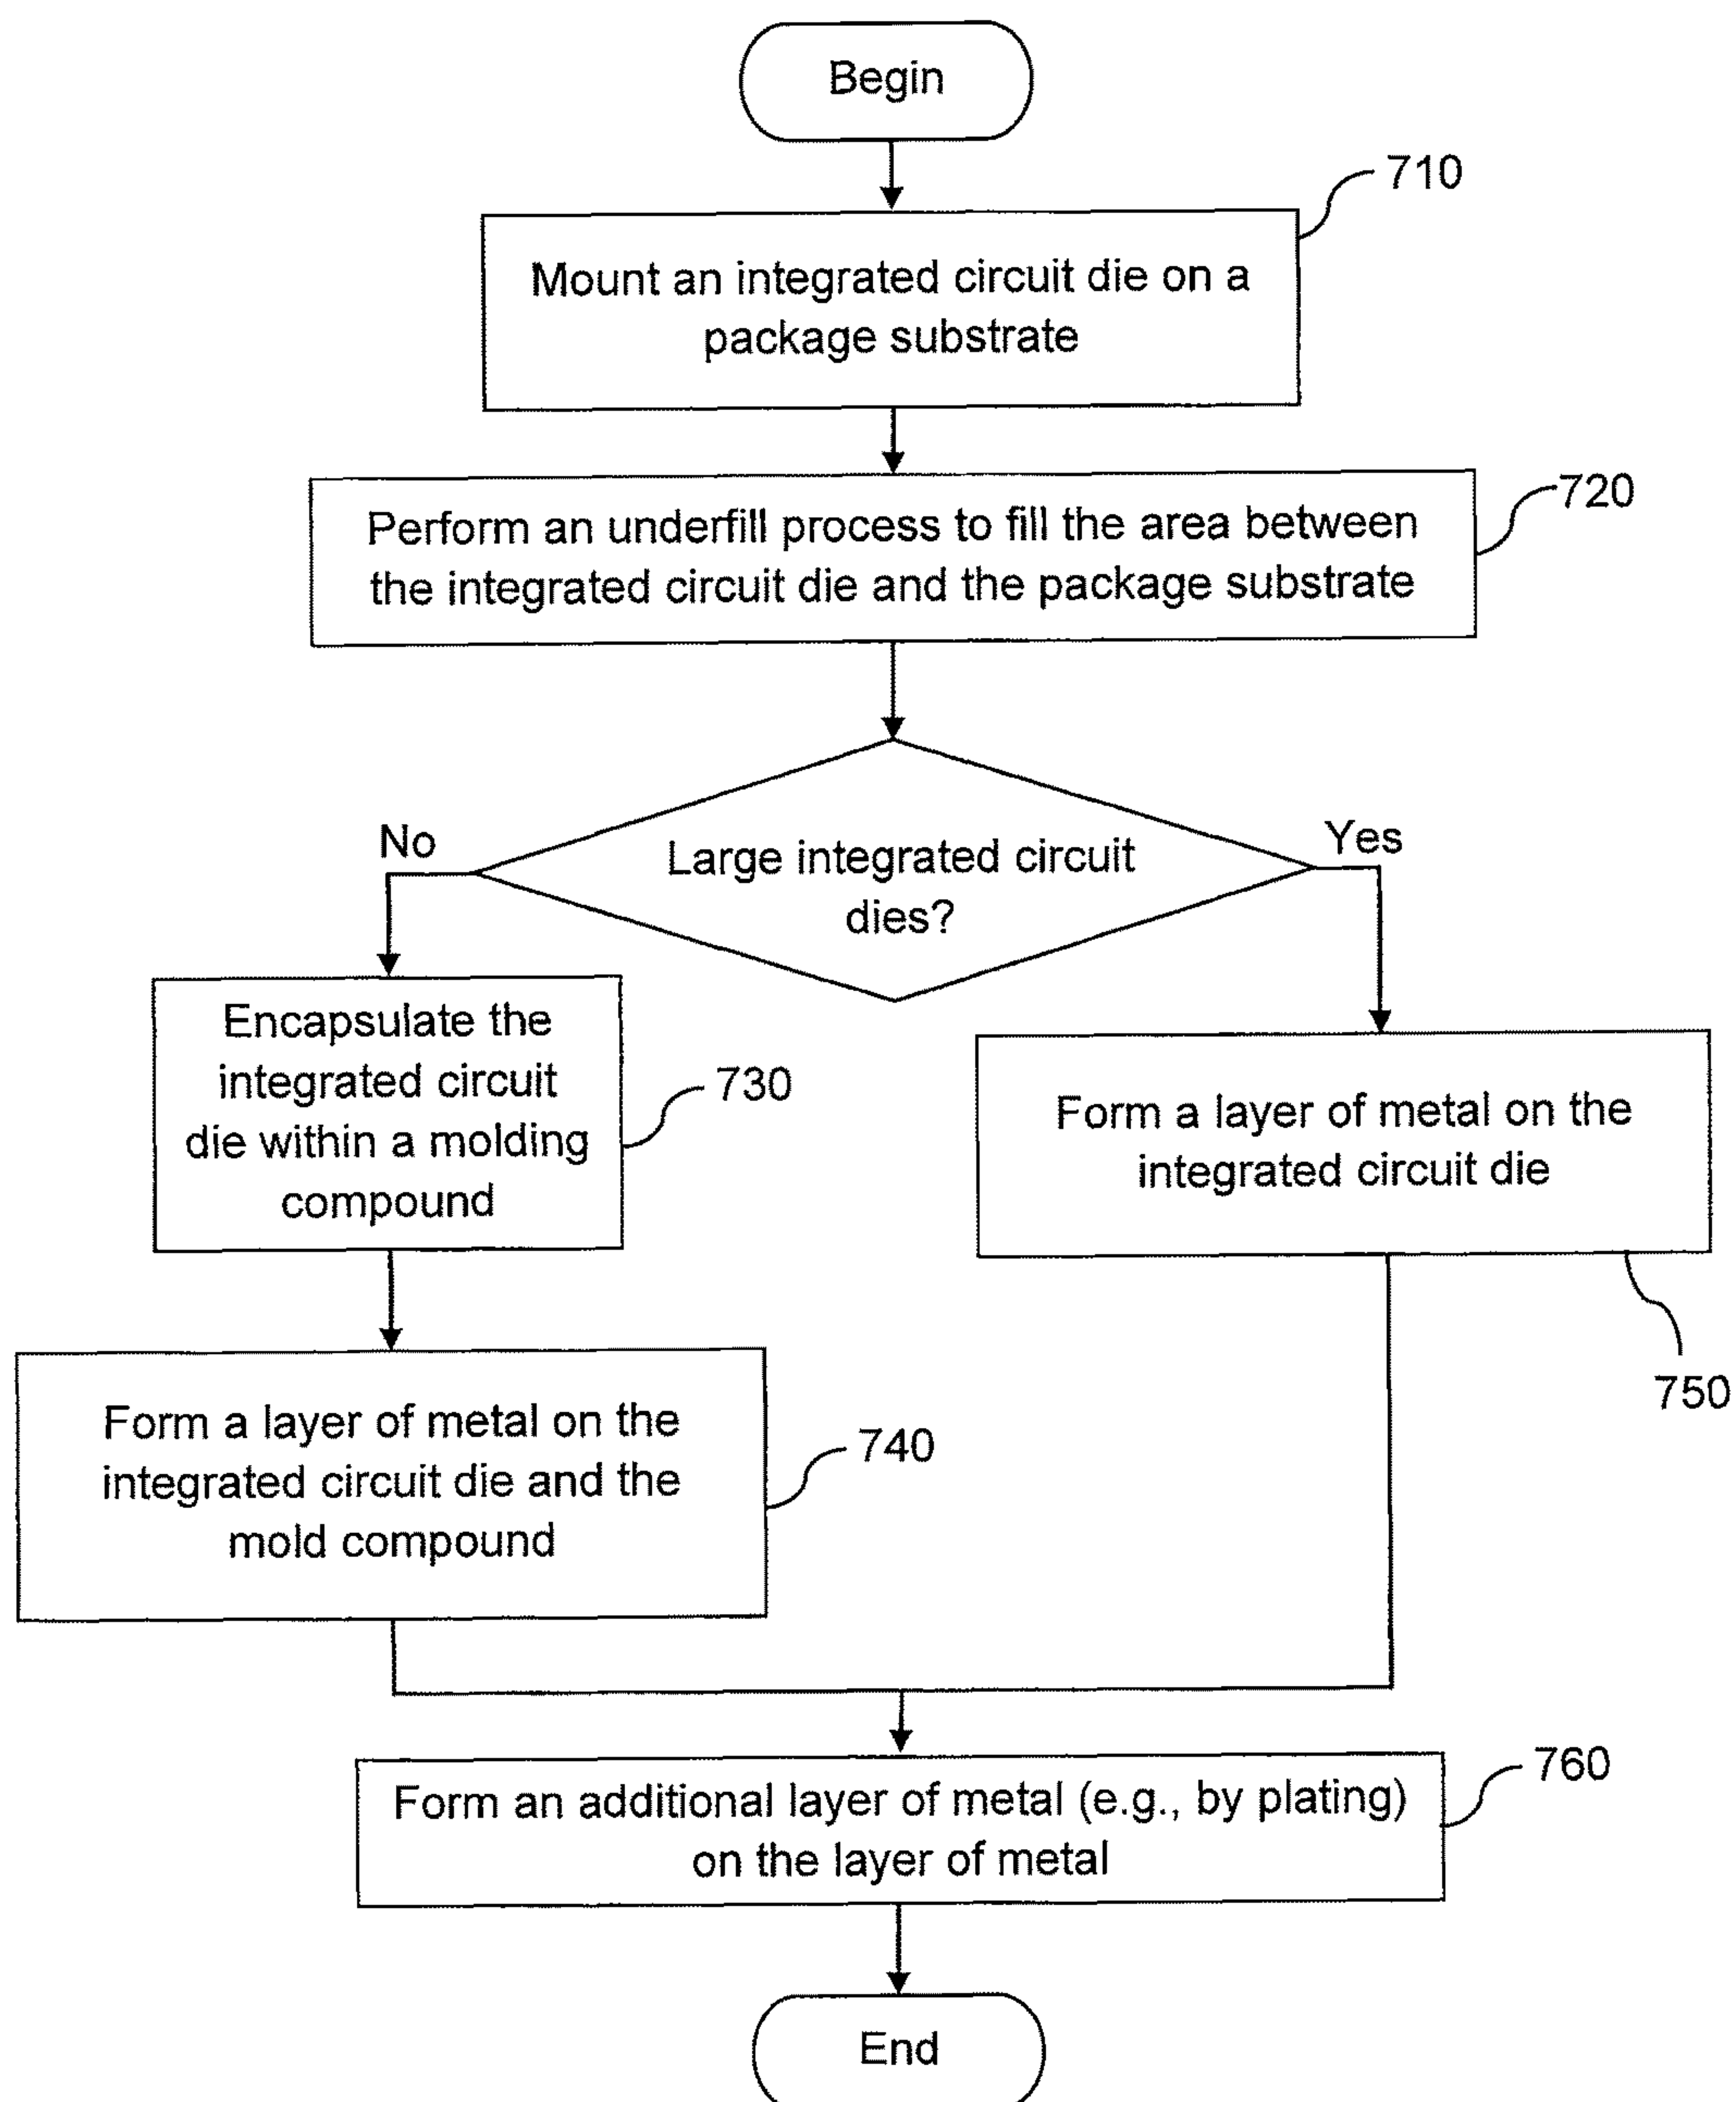 Begin
710
Mount an integrated circuit die on a
package substrate
720
Perform an underfill process to fill the area between
the integrated circuit die and the package substrate
No
Yes
Large integrated circuit
dies?
Encapsulate the
integrated circuit
die within a molding
compound
730
Form a layer of metal on the
integrated circuit die
750
Form a layer of metal on the
integrated circuit die and the
mold compound
740
760
Form an additional layer of metal (e.g., by plating)
on the layer of metal
End